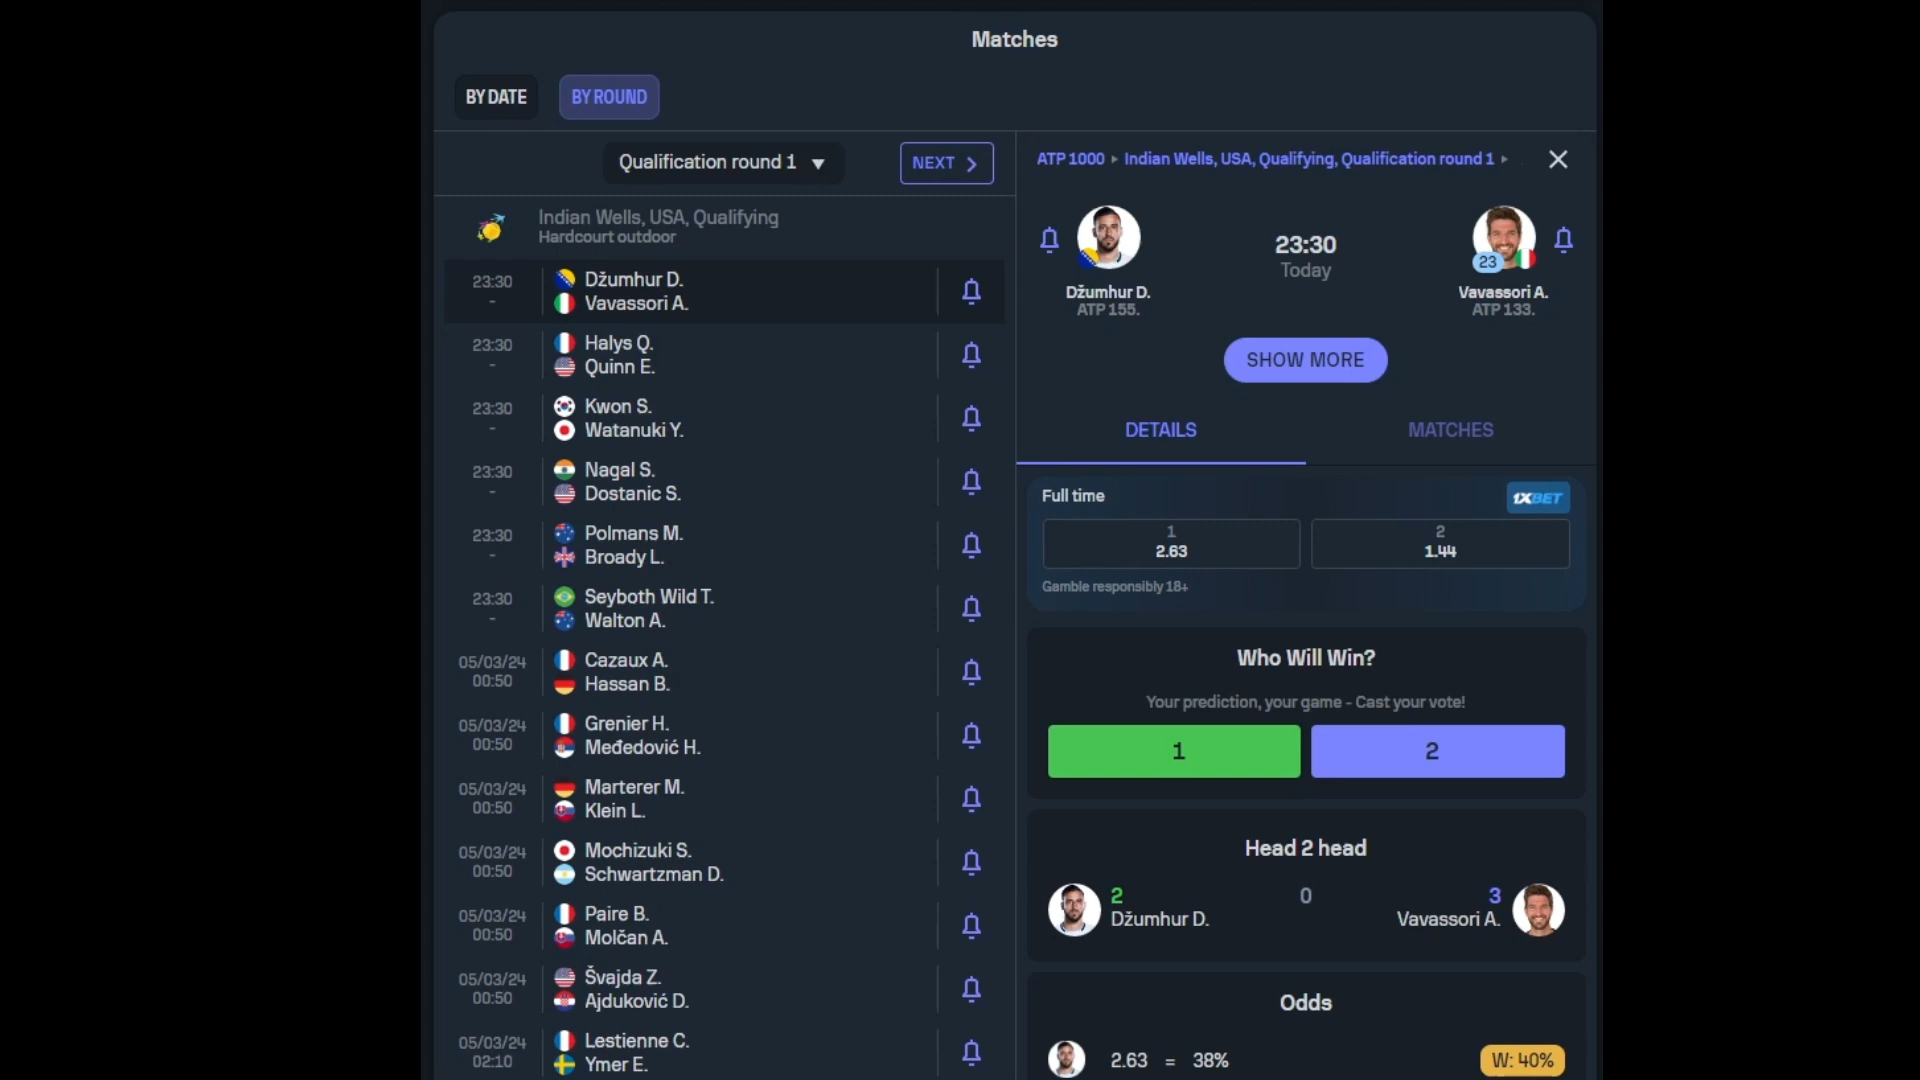 Matches
BY DATE
BY ROUND
Qualification round 1
NEXT
Indian Wells, USA, Qualifying
Hardcourt outdoor
23:30
-
Džumhur D.
Vavassori A.
23:30
-
Halys Q.
Quinn E.
23:30
-
Kwon S.
Watanuki Y.
23:30
-
Nagal S.
Dostanic S.
23:30
-
Polmans M.
Broady L.
23:30
-
Seyboth Wild T.
Walton A.
05/03/24
00:50
Cazaux A.
Hassan B.
05/03/24
00:50
Grenier H.
Međedović H.
05/03/24
00:50
Marterer M.
Klein L.
05/03/24
00:50
Mochizuki S.
Schwartzman D.
05/03/24
00:50
Paire B.
Molčan A.
05/03/24
00:50
Švajda Z.
Ajduković D.
05/03/24
02:10
Lestienne C.
Ymer E.
ATP 1000 ▸ Indian Wells, USA, Qualifying, Qualification round 1 ▸
23:30
Today
23
Džumhur D.
ATP 155.
Vavassori A.
ATP 133.
SHOW MORE
DETAILS
MATCHES
Full time
1XBET
1
2.63
2
1.44
Gamble responsibly 18+
Who Will Win?
Your prediction, your game - Cast your vote!
1
2
Head 2 head
2
0
3
Džumhur D.
Vavassori A.
Odds
2.63 = 38%
W: 40%